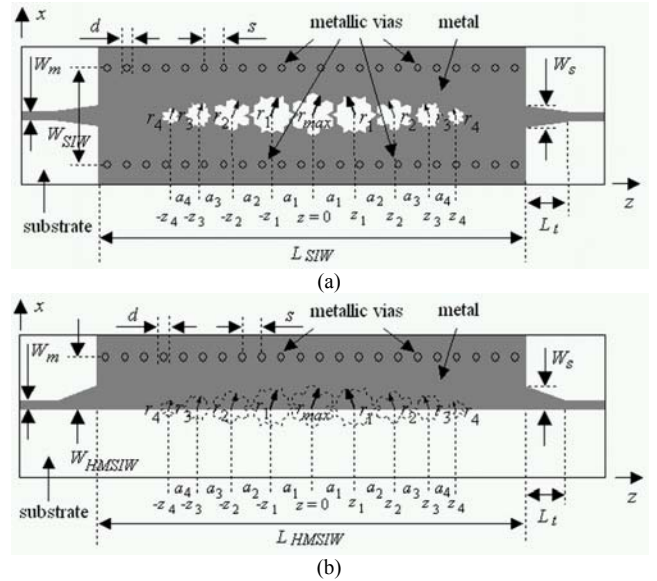 x
d
s
metallic vias
metal
W_m
W_s
W_SIW
r_4 r_3 r_2 r_1 r_max r_1 r_2 r_3 r_4
a_4 a_3 a_2 a_1 a_1 a_2 a_3 a_4
-z_4 -z_3 -z_2 -z_1 z=0 z_1 z_2 z_3 z_4
substrate
L_t
z
L_SIW
(a)
x
d
s
metallic vias
metal
W_m
W_s
r_4 r_3 r_2 r_1 r_max r_1 r_2 r_3 r_4
W_HMSIW
a_4 a_3 a_2 a_1 a_1 a_2 a_3 a_4
-z_4 -z_3 -z_2 -z_1 z=0 z_1 z_2 z_3 z_4
substrate
L_t
z
L_HMSIW
(b)